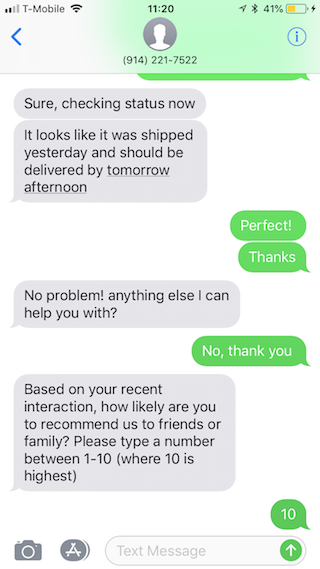 T-Mobile 11:20 41%
(914) 221-7522
Sure, checking status now
It looks like it was shipped
yesterday and should be
delivered by tomorrow
afternoon
Perfect!
Thanks
No problem! anything else I can
help you with?
No, thank you
Based on your recent
interaction, how likely are you
to recommend us to friends or
family? Please type a number
between 1-10 (where 10 is
highest)
10
Text Message